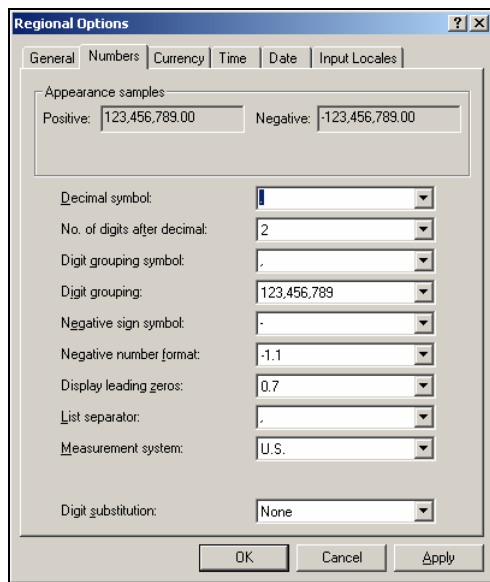 Regional Options
General Numbers Currency Time Date Input Locales
Appearance samples
Positive: 123,456,789.00 Negative: -123,456,789.00
Decimal symbol: .
No. of digits after decimal: 2
Digit grouping symbol: ,
Digit grouping: 123,456,789
Negative sign symbol: -
Negative number format: -1.1
Display leading zeros: 0.7
List separator: ,
Measurement system: U.S.
Digit substitution: None
OK Cancel Apply